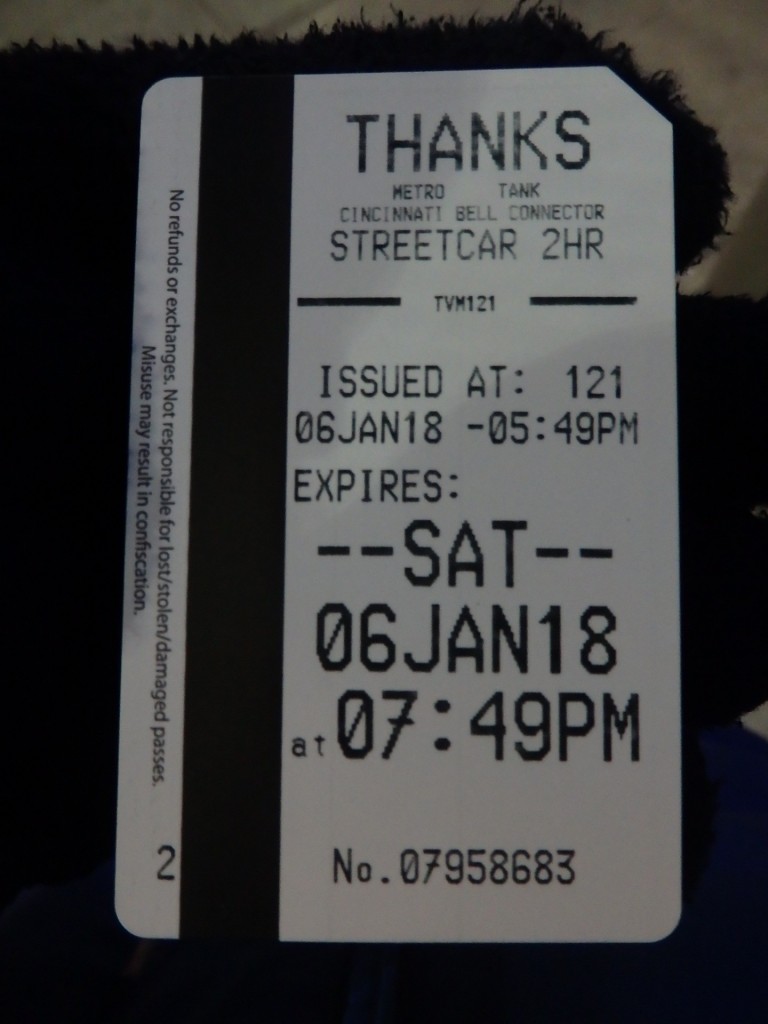 THANKS
METRO TANK
CINCINNATI BELL CONNECTOR
STREETCAR 2HR
TVM121
ISSUED AT: 121
06JAN18 -05:49PM
EXPIRES:
--SAT--
06JAN18
at 07:49PM
No.07958683
No refunds or exchanges. Not responsible for lost/stolen/damaged passes.
Misuse may result in confiscation.
2